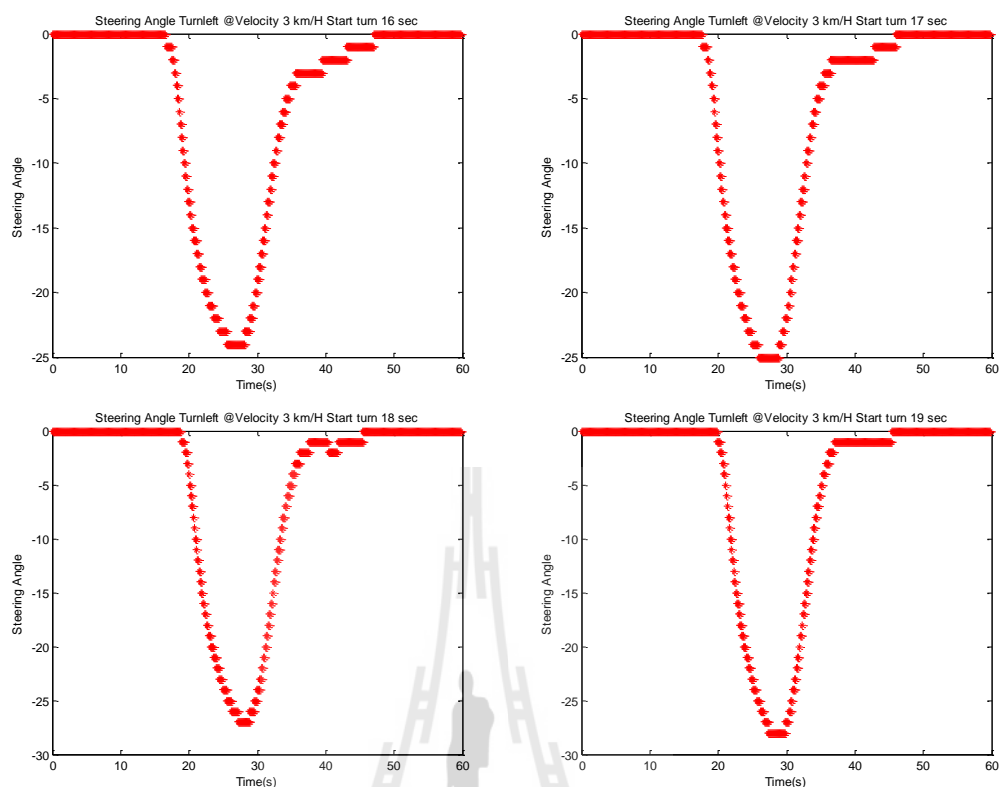 Steering Angle Turnleft @Velocity 3 km/H Start turn 16 sec
0
-5
-10
-15
-20
-25
Steering Angle
0 10 20 30 40 50 60
Time(s)
Steering Angle Turnleft @Velocity 3 km/H Start turn 17 sec
0
-5
-10
-15
-20
-25
Steering Angle
0 10 20 30 40 50 60
Time(s)
Steering Angle Turnleft @Velocity 3 km/H Start turn 18 sec
0
-5
-10
-15
-20
-25
-30
Steering Angle
0 10 20 30 40 50 60
Time(s)
Steering Angle Turnleft @Velocity 3 km/H Start turn 19 sec
0
-5
-10
-15
-20
-25
-30
Steering Angle
0 10 20 30 40 50 60
Time(s)